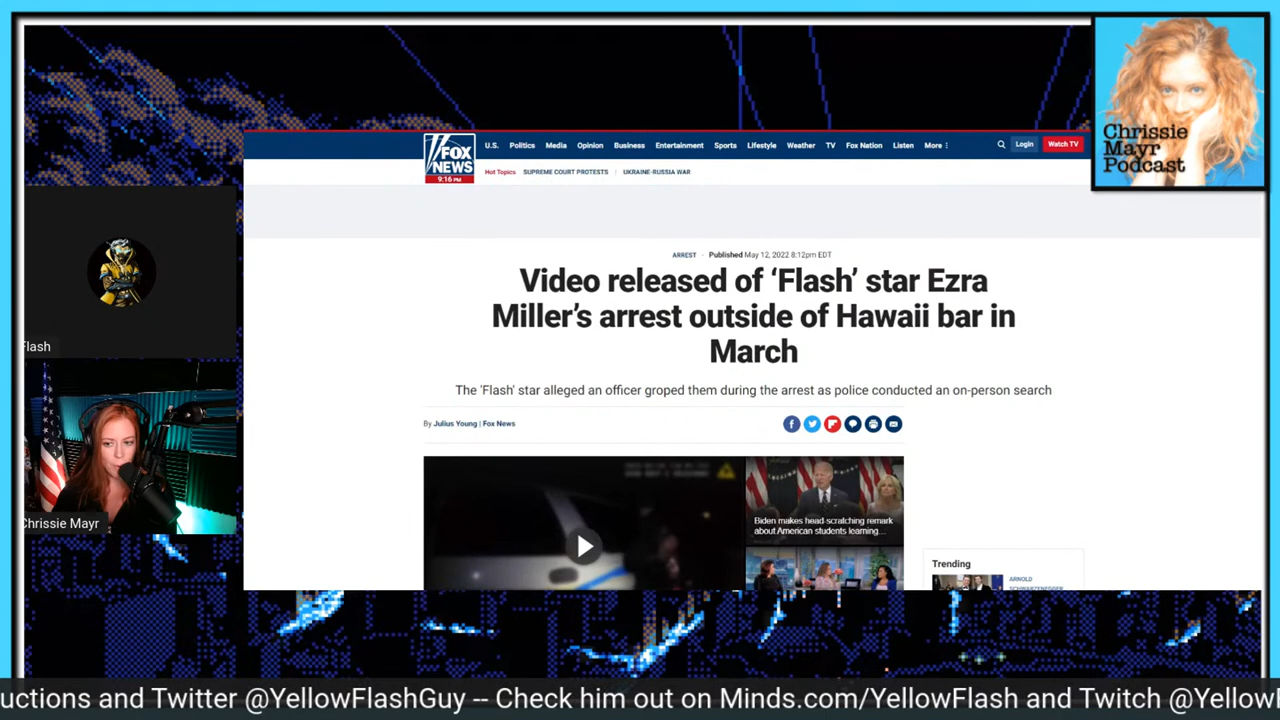 Chrissie
Mayr
Podcast
FOX
NEWS
9:16 PM
U.S. Politics Media Opinion Business Entertainment Sports Lifestyle Weather TV Fox Nation Listen More
Login
Watch TV
Hot Topics SUPREME COURT PROTESTS UKRAINE-RUSSIA WAR
ARREST · Published May 12, 2022 8:12pm EDT
Video released of ‘Flash’ star Ezra
Miller’s arrest outside of Hawaii bar in
March
The 'Flash' star alleged an officer groped them during the arrest as police conducted an on-person search
By Julius Young | Fox News
Flash
Chrissie Mayr
Biden makes head-scratching remark
about American students learning...
Trending
ARNOLD
uctions and Twitter @YellowFlashGuy -- Check him out on Minds.com/YellowFlash and Twitch @Yellow